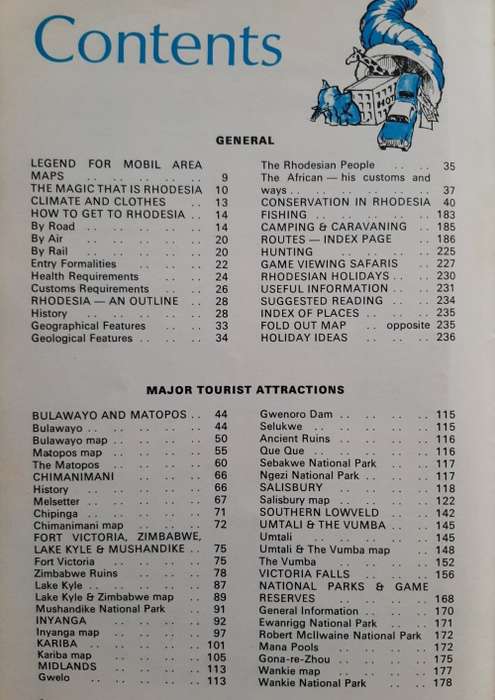 Contents
HOTEL
GENERAL
LEGEND FOR MOBIL AREA
MAPS .. .. .. .. .. 9
THE MAGIC THAT IS RHODESIA 10
CLIMATE AND CLOTHES .. 13
HOW TO GET TO RHODESIA .. 14
By Road .. .. .. .. 14
By Air .. .. .. .. 20
By Rail .. .. .. .. 20
Entry Formalities .. .. .. 22
Health Requirements .. .. 24
Customs Requirements .. .. 26
RHODESIA — AN OUTLINE .. 28
History .. .. .. .. 28
Geographical Features .. .. 33
Geological Features .. .. .. 34
The Rhodesian People .. .. 35
The African — his customs and
ways .. .. .. .. .. 37
CONSERVATION IN RHODESIA 40
FISHING .. .. .. .. .. 183
CAMPING & CARAVANING .. 185
ROUTES — INDEX PAGE .. 186
HUNTING .. .. .. .. 225
GAME VIEWING SAFARIS .. 227
RHODESIAN HOLIDAYS .. .. 230
USEFUL INFORMATION .. .. 231
SUGGESTED READING .. .. 234
INDEX OF PLACES .. .. .. 235
FOLD OUT MAP .. opposite 235
HOLIDAY IDEAS .. .. .. 236
MAJOR TOURIST ATTRACTIONS
BULAWAYO AND MATOPOS .. 44
Bulawayo .. .. .. .. 44
Bulawayo map .. .. .. 50
Matopos map .. .. .. 55
The Matopos .. .. .. 60
CHIMANIMANI .. .. .. 66
History .. .. .. .. 66
Melsetter .. .. .. .. 67
Chipinga .. .. .. .. 71
Chimanimani map .. .. .. 72
FORT VICTORIA, ZIMBABWE,
LAKE KYLE & MUSHANDIKE .. 75
Fort Victoria .. .. .. 75
Zimbabwe Ruins .. .. .. 78
Lake Kyle .. .. .. .. 87
Lake Kyle & Zimbabwe map .. 89
Mushandike National Park .. 91
INYANGA .. .. .. .. 92
Inyanga map .. .. .. 97
KARIBA .. .. .. .. 101
Kariba map .. .. .. .. 105
MIDLANDS .. .. .. .. 113
Gwelo .. .. .. .. 113
Gwenoro Dam .. .. .. .. 115
Selukwe .. .. .. .. 115
Ancient Ruins .. .. .. .. 116
Que Que .. .. .. .. 116
Sebakwe National Park .. .. 117
Ngezi National Park .. .. .. 117
SALISBURY .. .. .. .. 118
Salisbury map .. .. .. 122
SOUTHERN LOWVELD .. .. 142
UMTALI & THE VUMBA .. .. 145
Umtali .. .. .. .. 145
Umtali & The Vumba map .. 148
The Vumba .. .. .. .. 152
VICTORIA FALLS .. .. .. 156
NATIONAL PARKS & GAME
RESERVES .. .. .. .. 168
General Information .. .. .. 170
Ewanrigg National Park .. .. 171
Robert McIlwaine National Park 172
Mana Pools .. .. .. .. 172
Gona-re-Zhou .. .. .. 175
Wankie map .. .. .. 177
Wankie National Park .. .. 178